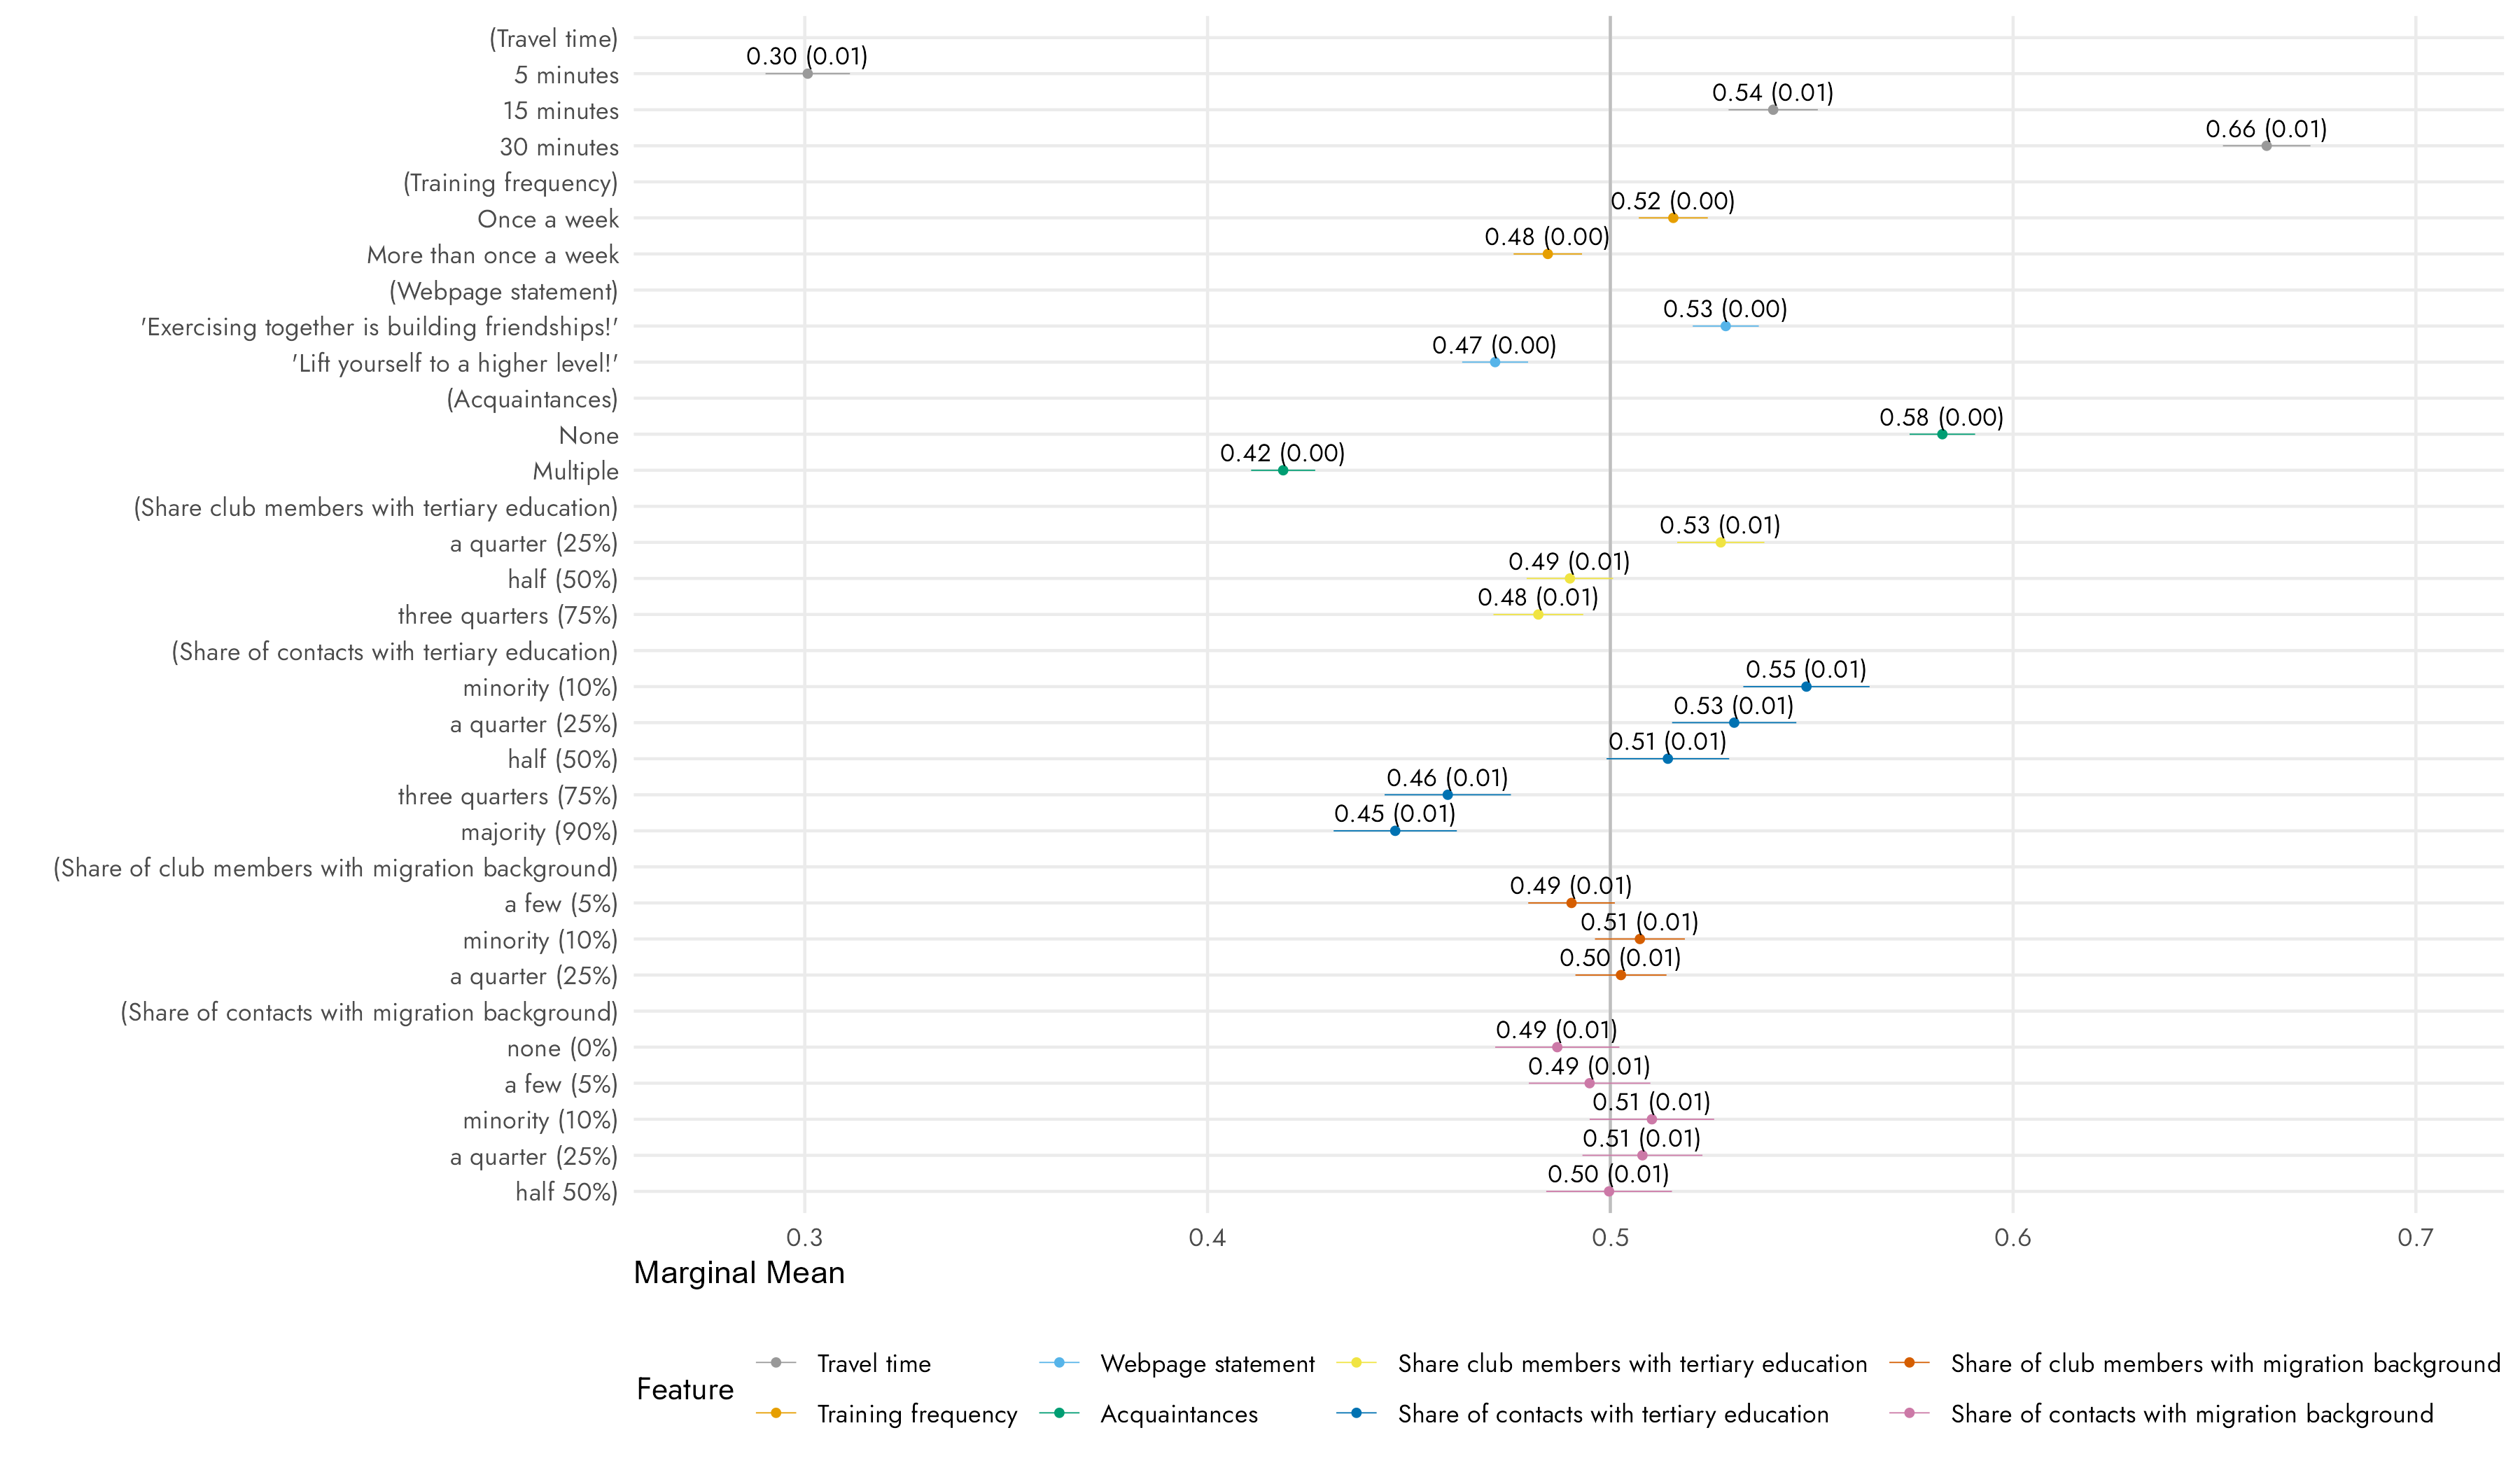 (Travel time)
0.30 (0.01)
5 minutes
0.54 (0.01)
15 minutes
0.66 (0.01)
30 minutes
(Training frequency)
0.52 (0.00)
Once a week
0.48 (0.00)
More than once a week
(Webpage statement)
0.53 (0.00)
'Exercising together is building friendships!'
0.47 (0.00)
'Lift yourself to a higher level!'
(Acquaintances)
0.58 (0.00)
None
0.42 (0.00)
Multiple
(Share club members with tertiary education)
0.53 (0.01)
a quarter (25%)
0.49 (0.01)
half (50%)
0.48 (0.01)
three quarters (75%)
(Share of contacts with tertiary education)
0.55 (0.01)
minority (10%)
0.53 (0.01)
a quarter (25%)
0.51 (0.01)
half (50%)
0.46 (0.01)
three quarters (75%)
0.45 (0.01)
majority (90%)
(Share of club members with migration background)
0.49 (0.01)
a few (5%)
0.51 (0.01)
minority (10%)
0.50 (0.01)
a quarter (25%)
(Share of contacts with migration background)
0.49 (0.01)
none (0%)
0.49 (0.01)
a few (5%)
0.51 (0.01)
minority (10%)
0.51 (0.01)
a quarter (25%)
0.50 (0.01)
half 50%)
0.3 0.4 0.5 0.6 0.7
Marginal Mean
Feature
Travel time Webpage statement Share club members with tertiary education Share of club members with migration background
Training frequency Acquaintances Share of contacts with tertiary education Share of contacts with migration background